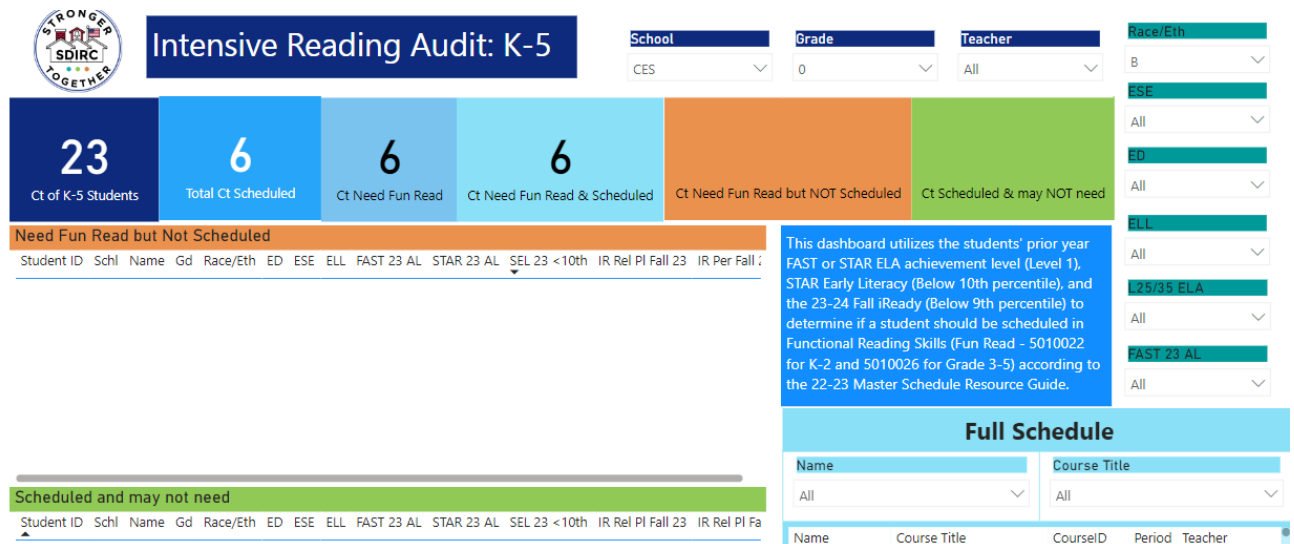 STRONGER
SDIRC
TOGETHER
Intensive Reading Audit: K-5
School
CES
Grade
0
Teacher
All
Race/Eth
B
ESE
All
ED
All
ELL
All
L25/35 ELA
All
FAST 23 AL
All
23
Ct of K-5 Students
6
Total Ct Scheduled
6
Ct Need Fun Read
6
Ct Need Fun Read & Scheduled
Ct Need Fun Read but NOT Scheduled
Ct Scheduled & may NOT need
Need Fun Read but Not Scheduled
Student ID Schl Name Gd Race/Eth ED ESE ELL FAST 23 AL STAR 23 AL SEL 23 <10th IR Rel Pl Fall 23 IR Per Fall
This dashboard utilizes the students' prior year
FAST or STAR ELA achievement level (Level 1),
STAR Early Literacy (Below 10th percentile), and
the 23-24 Fall iReady (Below 9th percentile) to
determine if a student should be scheduled in
Functional Reading Skills (Fun Read - 5010022
for K-2 and 5010026 for Grade 3-5) according to
the 22-23 Master Schedule Resource Guide.
Full Schedule
Name
All
Course Title
All
Name Course Title CourseID Period Teacher
Scheduled and may not need
Student ID Schl Name Gd Race/Eth ED ESE ELL FAST 23 AL STAR 23 AL SEL 23 <10th IR Rel Pl Fall 23 IR Rel Pl Fa